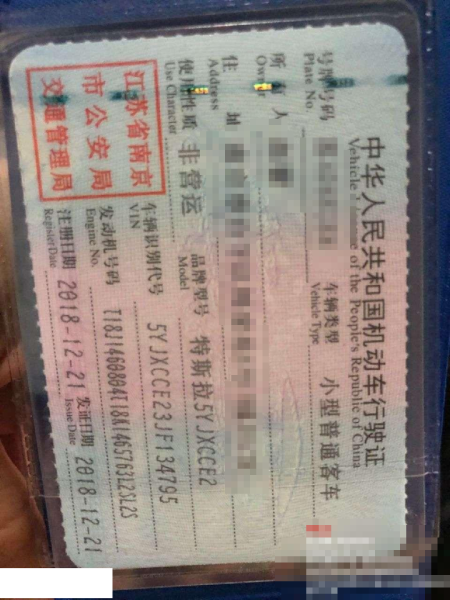 中华人民共和国机动车行驶证
Vehicle License of the People's Republic of China
号牌号码
Plate No.
车辆类型
Vehicle Type
小型普通客车
所有人
Owner
住址
Address
使用性质
Use Character
非营运
品牌型号
Model
特斯拉5YJXCCE2
江苏省南京
市公安局
交通管理局
车辆识别代号
VIN
5YJXCCE23JF134795
发动机号码
Engine No.
注册日期
Register Date
2018-12-21
发证日期
Issue Date
2018-12-21